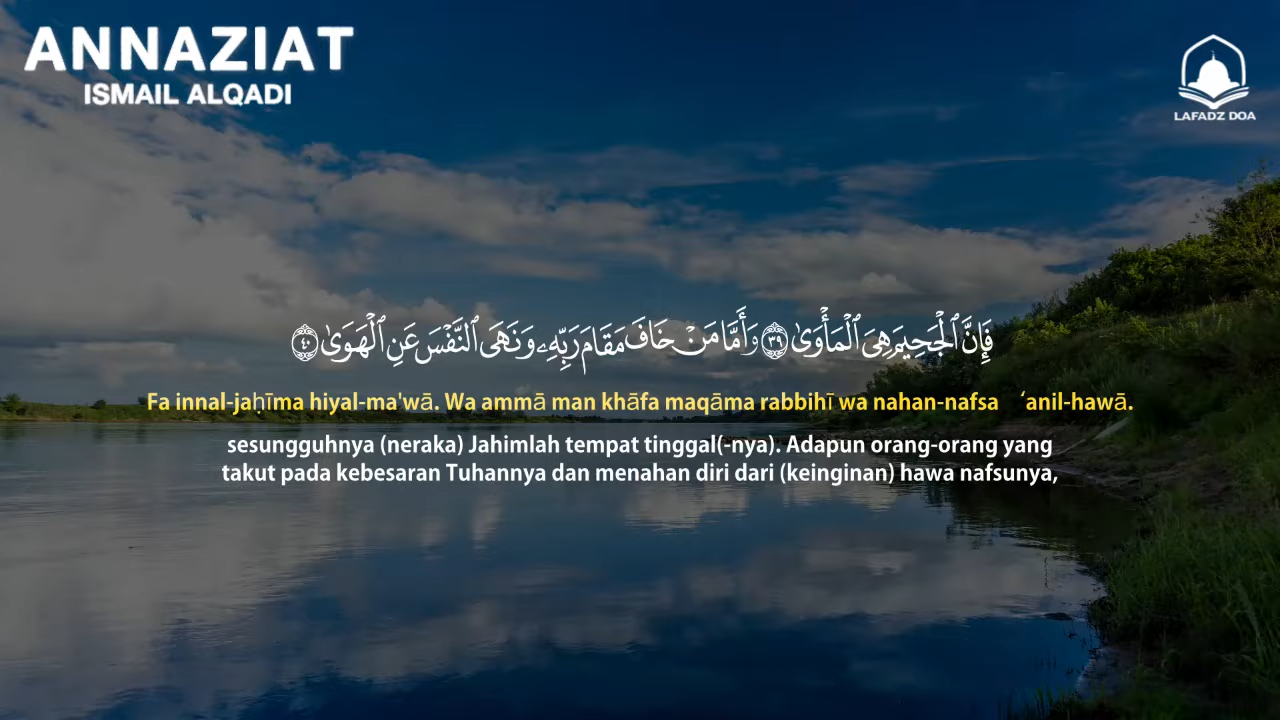 ANNAZIAT
ISMAIL ALQADI
LAFADZ DOA
فَإِنَّ ٱلْجَحِيمَ هِىَ ٱلْمَأْوَىٰ ﴿٣٩﴾ وَأَمَّا مَنْ خَافَ مَقَامَ رَبِّهِۦ وَنَهَى ٱلنَّفْسَ عَنِ ٱلْهَوَىٰ ﴿٤٠﴾
Fa innal-jaḥīma hiyal-ma'wā. Wa ammā man khāfa maqāma rabbihī wa nahan-nafsa ‘anil-hawā.
sesungguhnya (neraka) Jahimlah tempat tinggal(-nya). Adapun orang-orang yang
takut pada kebesaran Tuhannya dan menahan diri dari (keinginan) hawa nafsunya,